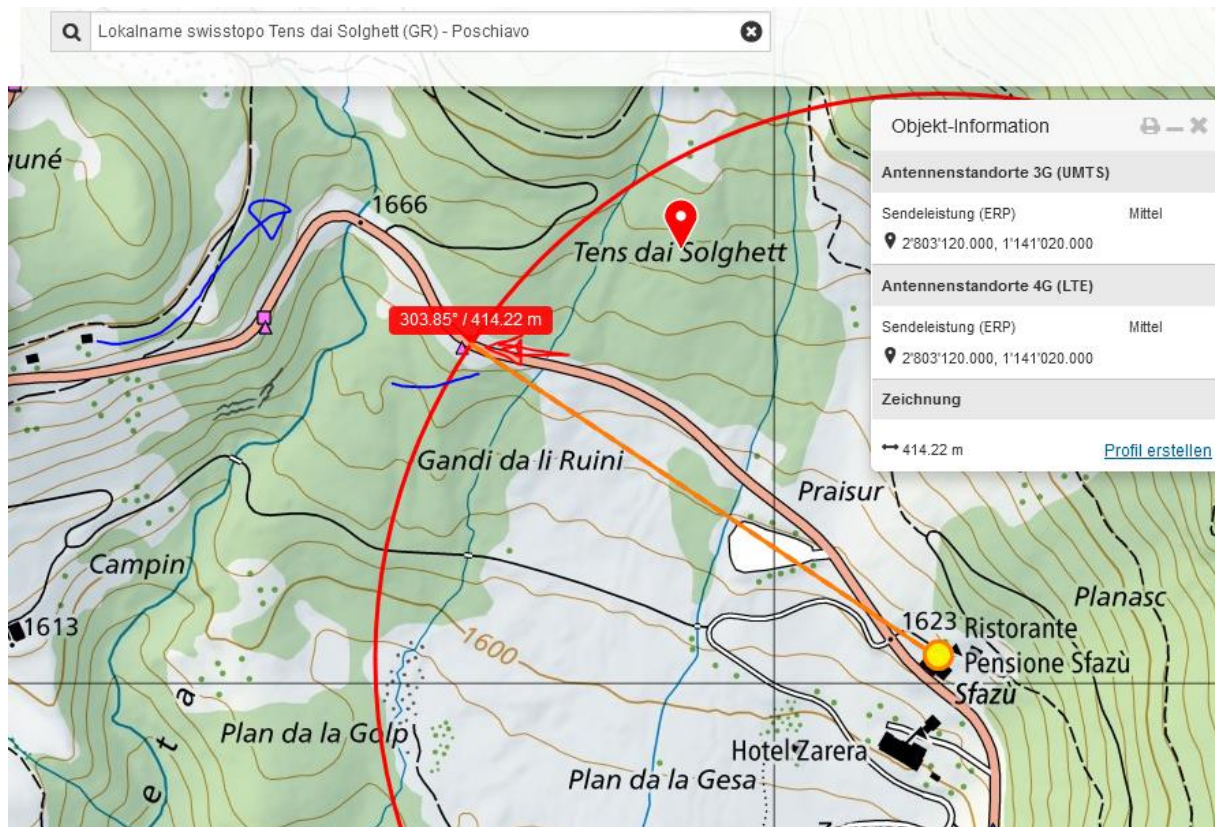 Lokalname swisstopo Tens dai Solghett (GR) - Poschiavo
Objekt-Information
Antennenstandorte 3G (UMTS)
Sendeleistung (ERP) Mittel
2'803'120.000, 1'141'020.000
Antennenstandorte 4G (LTE)
Sendeleistung (ERP) Mittel
2'803'120.000, 1'141'020.000
Zeichnung
414.22 m Profil erstellen
guné
1666
Tens dai Solghett
303.85° / 414.22 m
Gandi da li Ruini
Praisur
Campin
Planasc
1613
1623
Ristorante
Pensione Sfazù
Sfazù
1600
Plan da la Golp
Hotel Zarera
Plan da la Gesa
e t a